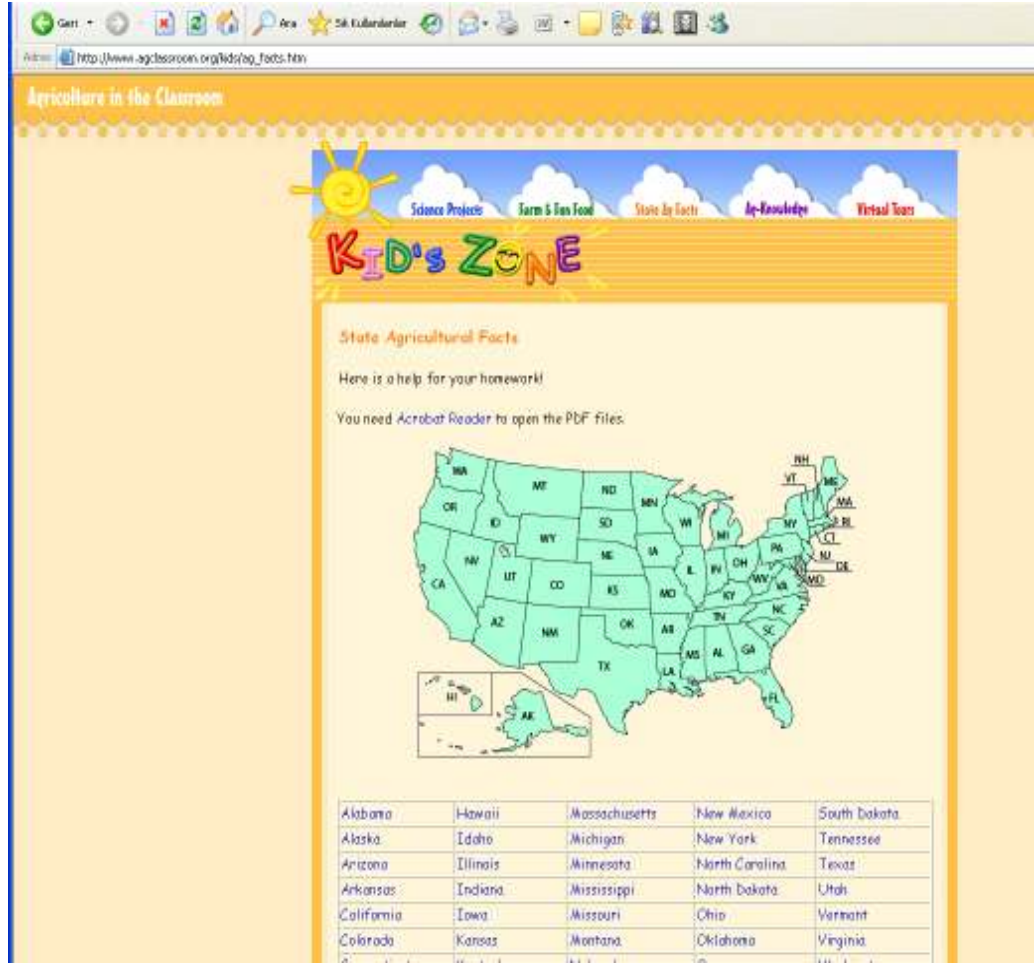 Geri Ara Sık Kullanılanlar
Adres http://www.agclassroom.org/kids/ag_facts.htm
Agriculture in the Classroom
Science Projects Farm & Fun Food State Ag Facts Ag-Knowledge Virtual Tours
KID's ZONE
State Agricultural Facts
Here is a help for your homework!
You need Acrobat Reader to open the PDF files.
WA MT ND MN NH VT ME
OR ID SD WI MI NY MA RI
WY NE IA PA CT NJ
NV UT CO KS MO IL IN OH WV VA DE MD
CA KY NC
AZ NM OK AR TN SC
TX LA MS AL GA
HI AK FL
Alabama Hawaii Massachusetts New Mexico South Dakota
Alaska Idaho Michigan New York Tennessee
Arizona Illinois Minnesota North Carolina Texas
Arkansas Indiana Mississippi North Dakota Utah
California Iowa Missouri Ohio Vermont
Colorado Kansas Montana Oklahoma Virginia